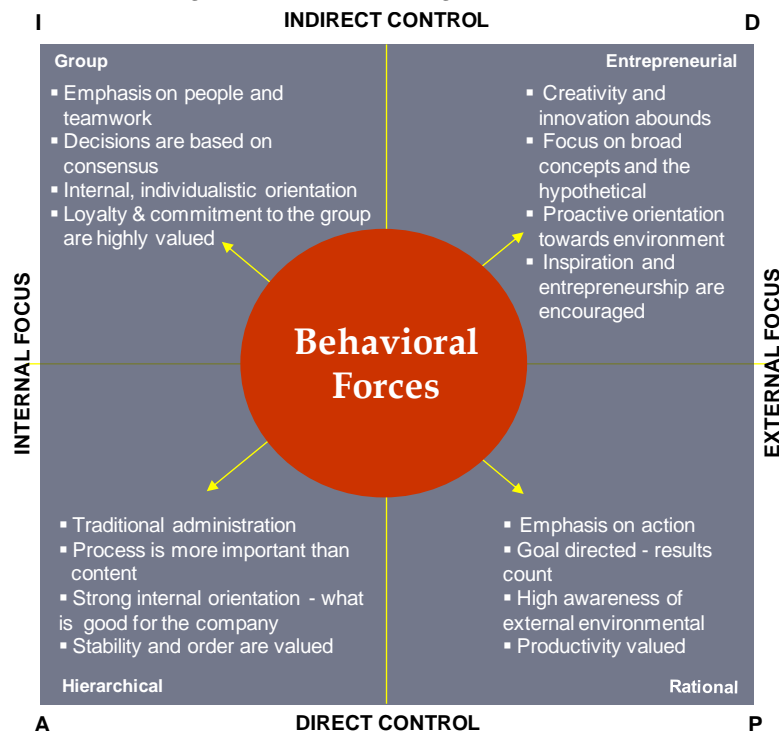 I
INDIRECT CONTROL
D
Group
▪ Emphasis on people and
teamwork
▪ Decisions are based on
consensus
▪ Internal, individualistic orientation
▪ Loyalty & commitment to the group
are highly valued
Entrepreneurial
▪ Creativity and
innovation abounds
▪ Focus on broad
concepts and the
hypothetical
▪ Proactive orientation
towards environment
▪ Inspiration and
entrepreneurship are
encouraged
INTERNAL FOCUS
Behavioral
Forces
EXTERNAL FOCUS
▪ Traditional administration
▪ Process is more important than
content
▪ Strong internal orientation - what
is good for the company
▪ Stability and order are valued
Hierarchical
▪ Emphasis on action
▪ Goal directed - results
count
▪ High awareness of
external environmental
▪ Productivity valued
Rational
A
DIRECT CONTROL
P